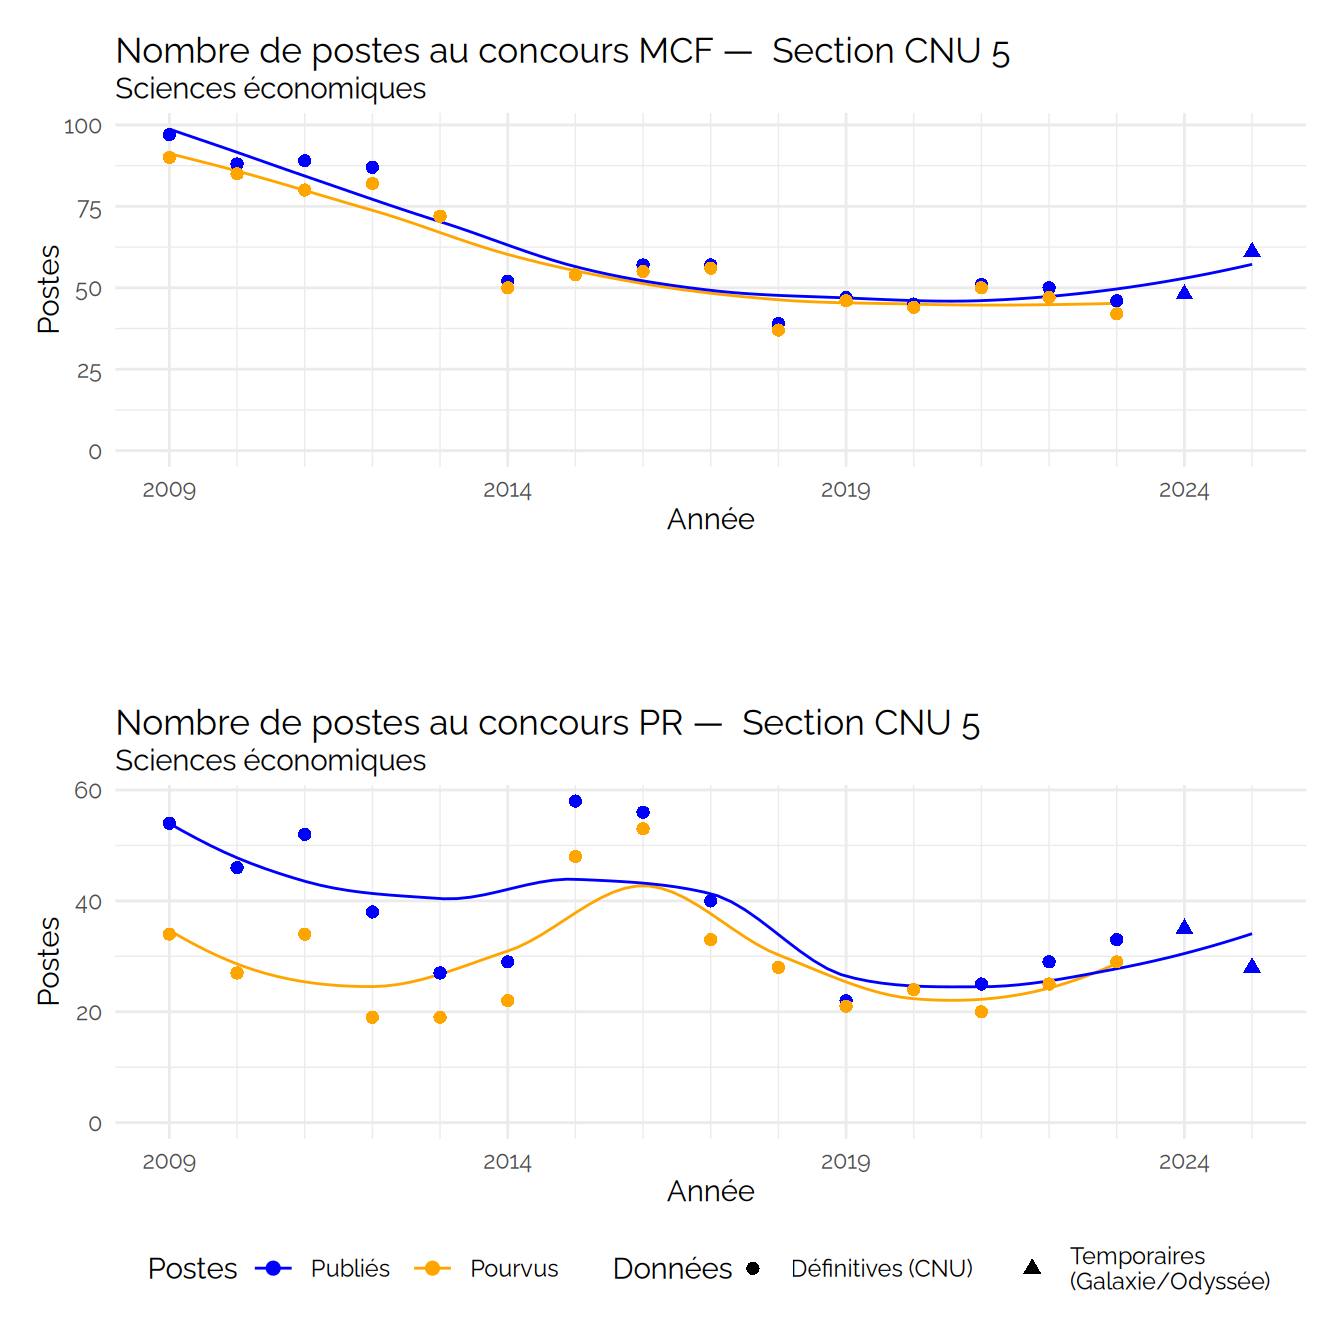 Nombre de postes au concours MCF —  Section CNU 5
Sciences économiques
100
75
50
25
0
Postes
2009 2014 2019 2024
Année
Nombre de postes au concours PR —  Section CNU 5
Sciences économiques
60
40
20
0
Postes
2009 2014 2019 2024
Année
Postes Publiés Pourvus Données Définitives (CNU) Temporaires
(Galaxie/Odyssée)